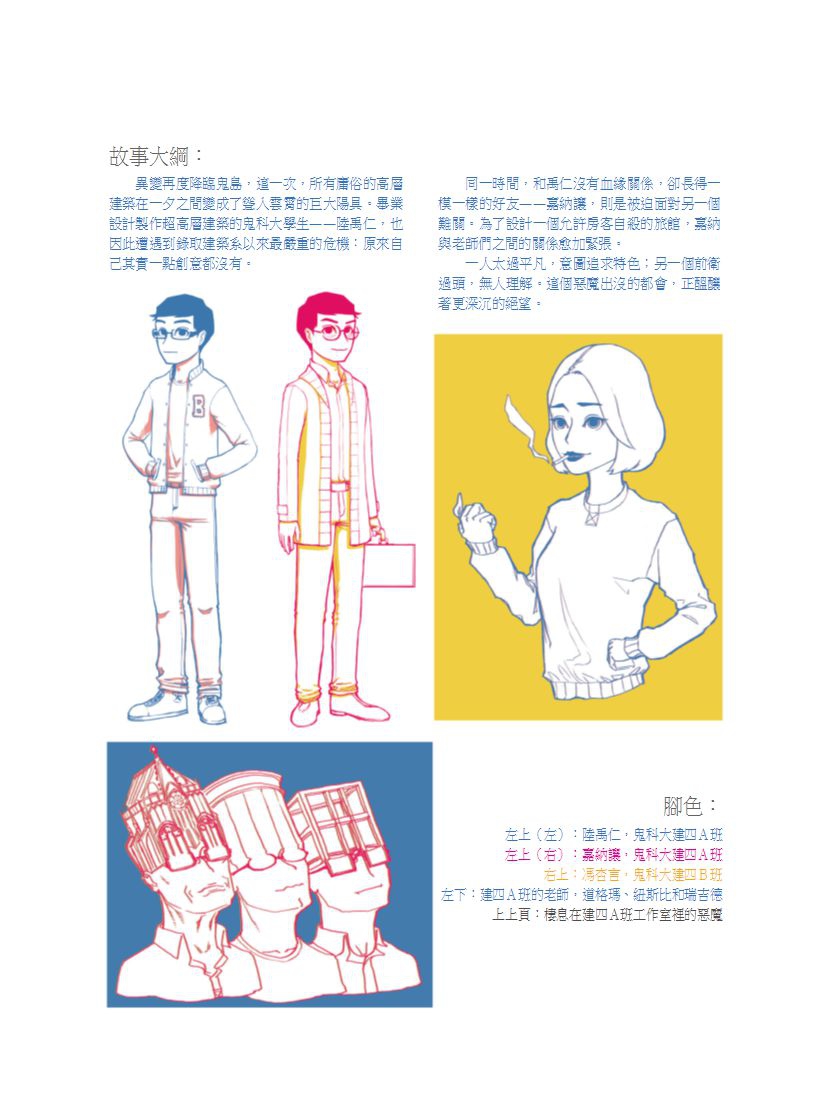 故事大綱：
異變再度降臨鬼島，這一次，所有庸俗的高層
建築在一夕之間變成了聳入雲霄的巨大陽具。畢業
設計製作超高層建築的鬼科大學生——陸禹仁，也
因此遭遇到錄取建築系以來最嚴重的危機：原來自
己其實一點創意都沒有。
同一時間，和禹仁沒有血緣關係，卻長得一
模一樣的好友——嘉納讓，則是被迫面對另一個
難關。為了設計一個允許房客自殺的旅館，嘉納
與老師們之間的關係愈加緊張。
一人太過平凡，意圖追求特色；另一個前衛
過頭，無人理解。這個惡魔出沒的都會，正醞釀
著更深沉的絕望。
B
腳色：
左上（左）：陸禹仁，鬼科大建四A班
左上（右）：嘉納讓，鬼科大建四A班
右上：馮杏言，鬼科大建四B班
左下：建四A班的老師，道格瑪、紐斯比和瑞吉德
上上頁：棲息在建四A班工作室裡的惡魔